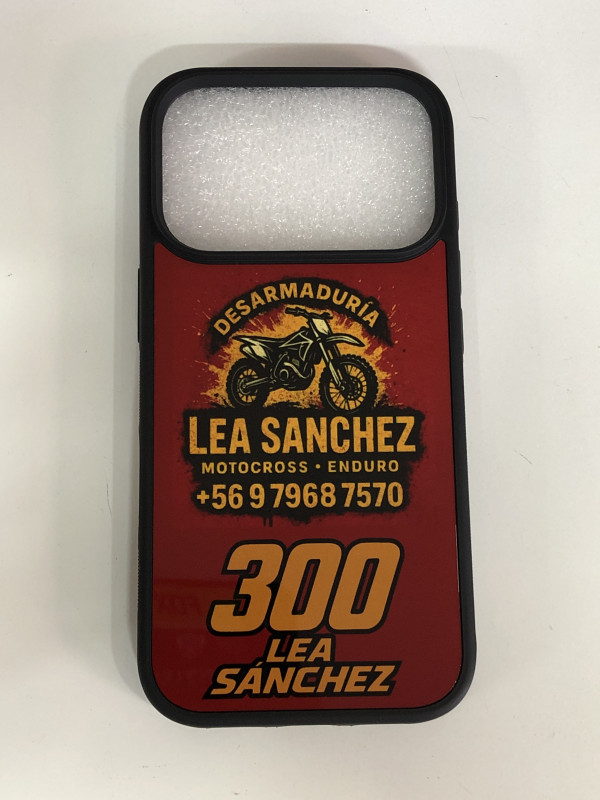 DESARMADURÍA
LEA SANCHEZ
MOTOCROSS • ENDURO
+56 9 7968 7570
300
LEA
SÁNCHEZ